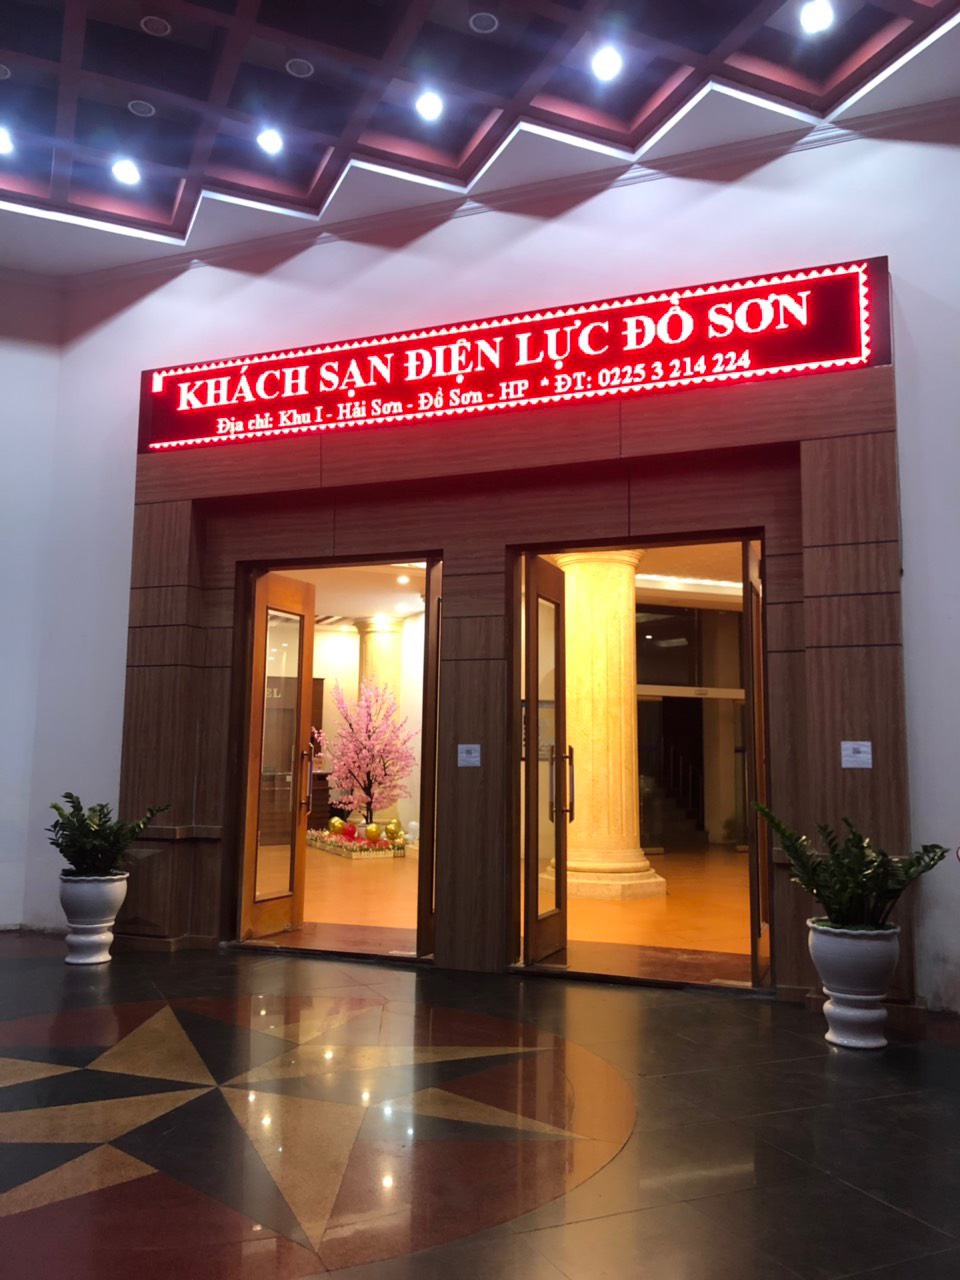 KHÁCH SẠN ĐIỆN LỰC ĐỒ SƠN
Địa chỉ: Khu I - Hải Sơn - Đồ Sơn - HP * ĐT: 0225 3 214 224
EL